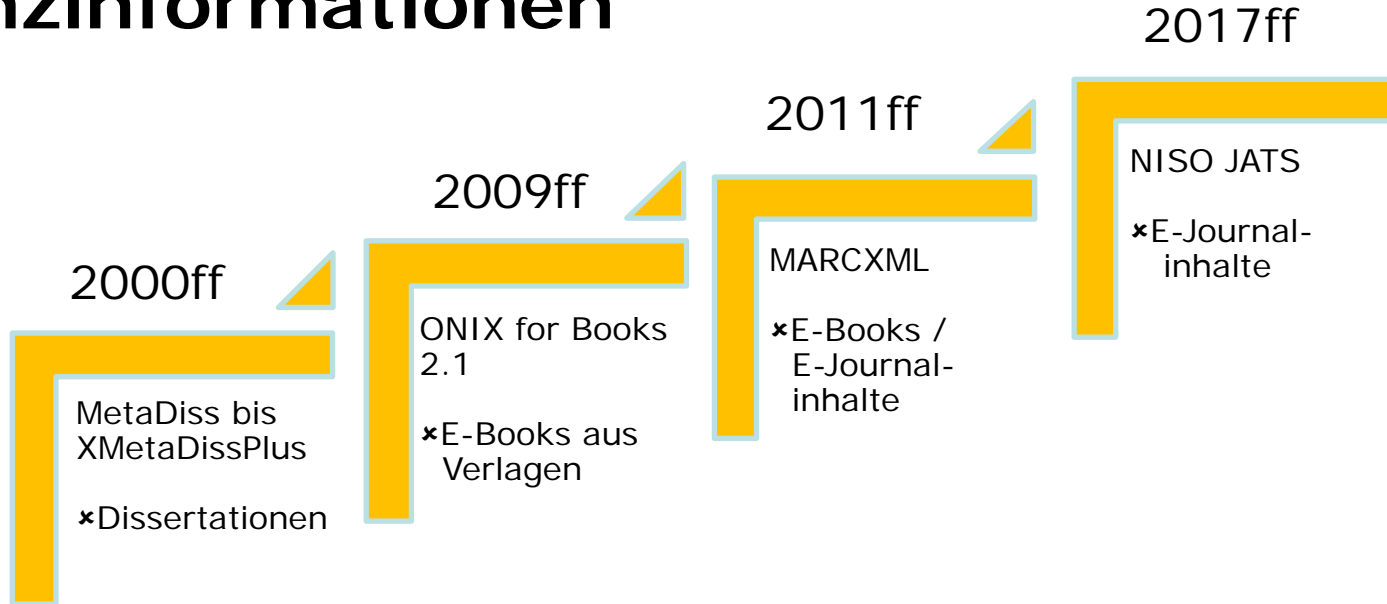 nzinformationen
2000ff
MetaDiss bis
XMetaDissPlus
×Dissertationen
2009ff
ONIX for Books
2.1
×E-Books aus
Verlagen
2011ff
MARCXML
×E-Books /
E-Journal-
inhalte
2017ff
NISO JATS
×E-Journal-
inhalte